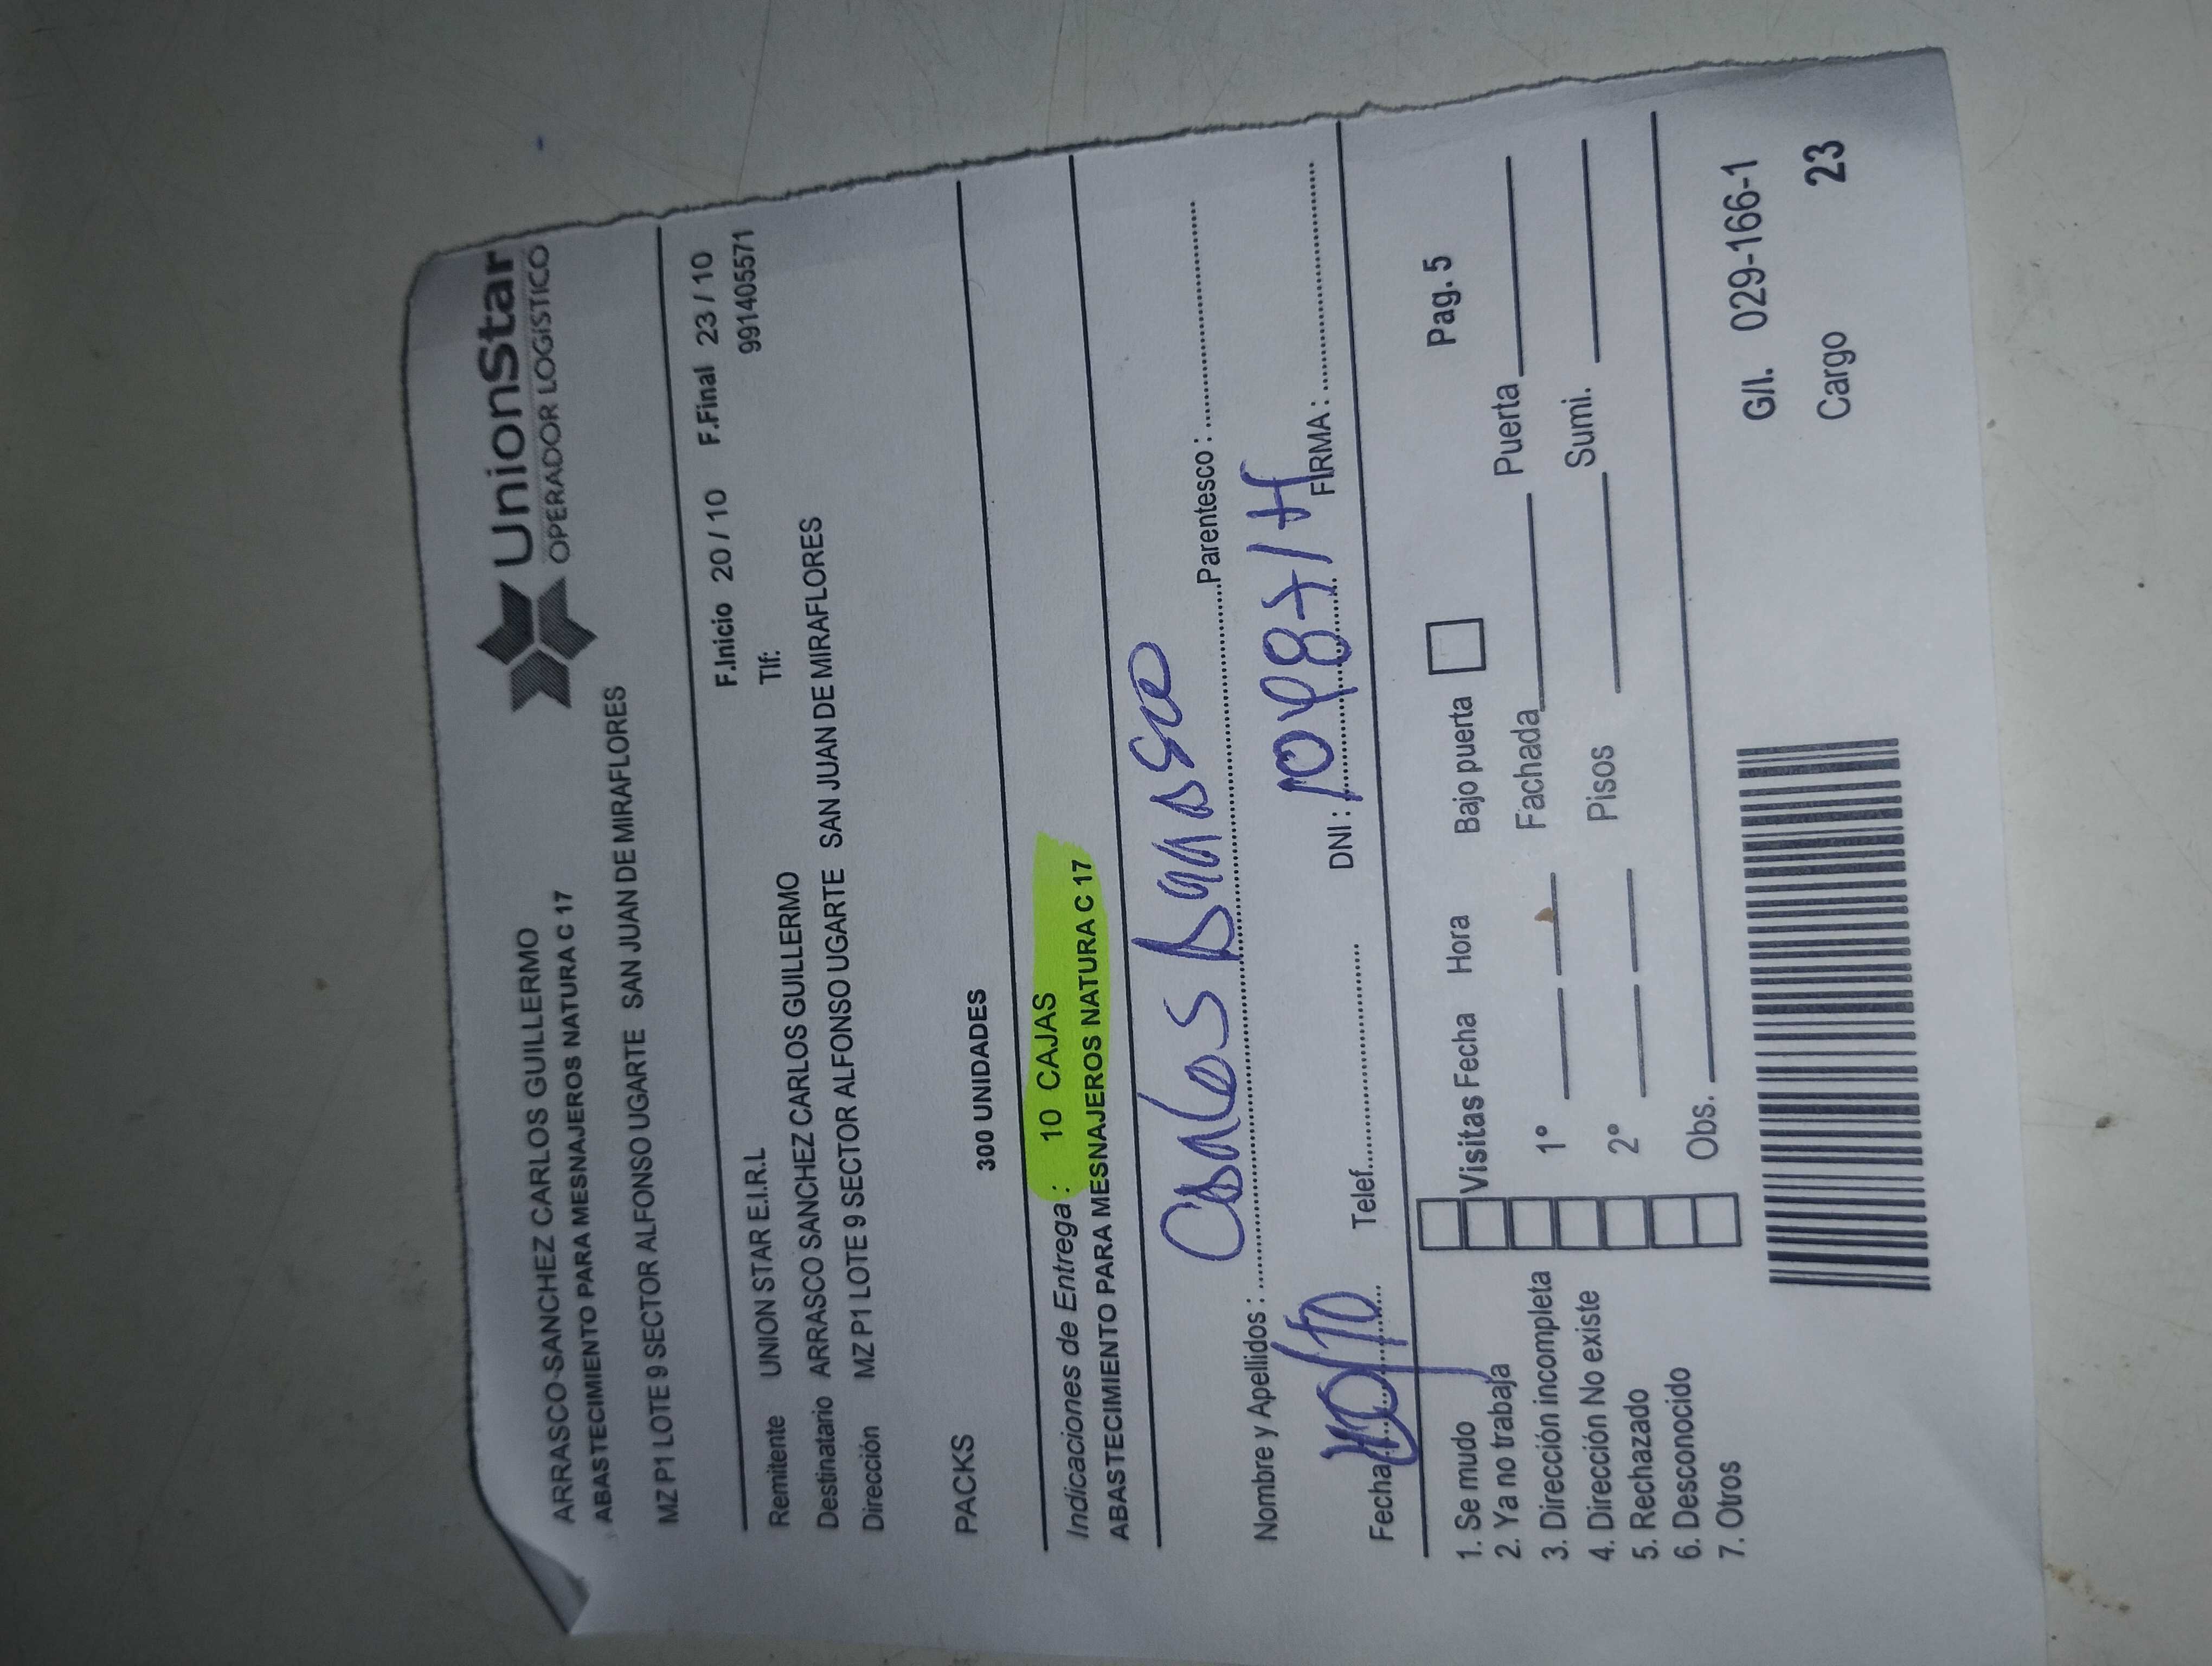 UnionStar
OPERADOR LOGÍSTICO
ARRASCO SANCHEZ CARLOS GUILLERMO
ABASTECIMIENTO PARA MESNAJEROS NATURA C 17
MZ P1 LOTE 9 SECTOR ALFONSO UGARTE SAN JUAN DE MIRAFLORES
F.Inicio 20 / 10 F.Final 23 / 10
Remitente UNION STAR E.I.R.L Tlf: 991405571
Destinatario ARRASCO SANCHEZ CARLOS GUILLERMO
Dirección MZ P1 LOTE 9 SECTOR ALFONSO UGARTE SAN JUAN DE MIRAFLORES
PACKS
300 UNIDADES
Indicaciones de Entrega : 10 CAJAS
ABASTECIMIENTO PARA MESNAJEROS NATURA C 17
Nombre y Apellidos : Carlos Arrasco Parentesco :
Fecha /10 Telef. DNI : FIRMA :
1. Se mudo
2. Ya no trabaja
3. Dirección incompleta
4. Dirección No existe
5. Rechazado
6. Desconocido
7. Otros
Visitas Fecha Hora Bajo puerta Pag. 5
1° Fachada Puerta
2° Pisos Sumi.
Obs.
G/I. 029-166-1
Cargo 23